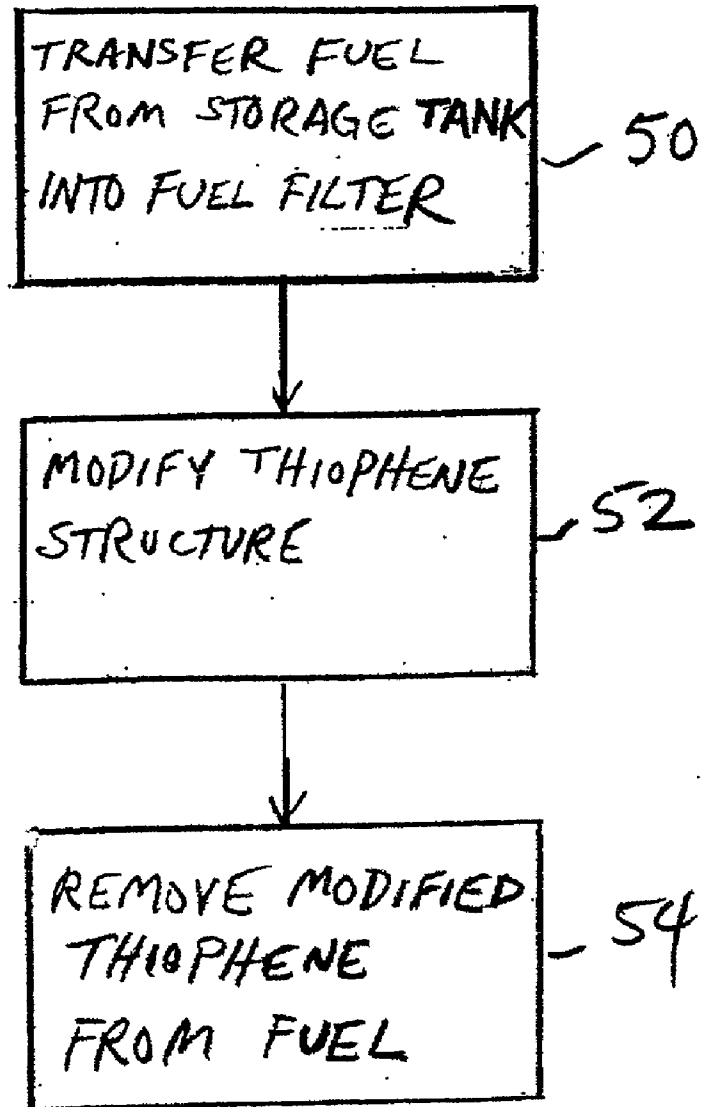 TRANSFER FUEL
FROM STORAGE TANK
INTO FUEL FILTER
50
MODIFY THIOPHENE
STRUCTURE
52
REMOVE MODIFIED
THIOPHENE
FROM FUEL
54